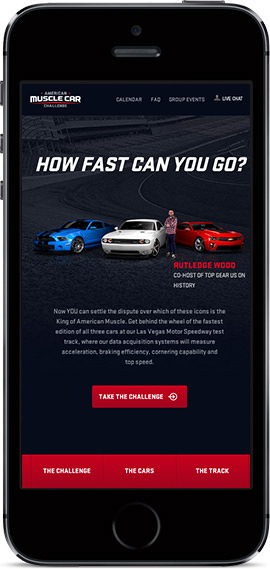 AMERICAN
MUSCLE CAR
CHALLENGE
CALENDAR FAQ GROUP EVENTS LIVE CHAT
HOW FAST CAN YOU GO?
RUTLEDGE WOOD
CO-HOST OF TOP GEAR US ON
HISTORY
Now YOU can settle the dispute over which of these icons is the
King of American Muscle. Get behind the wheel of the fastest
edition of all three cars at our Las Vegas Motor Speedway test
track, where our data acquisition systems will measure
acceleration, braking efficiency, cornering capability and
top speed.
TAKE THE CHALLENGE
THE CHALLENGE THE CARS THE TRACK